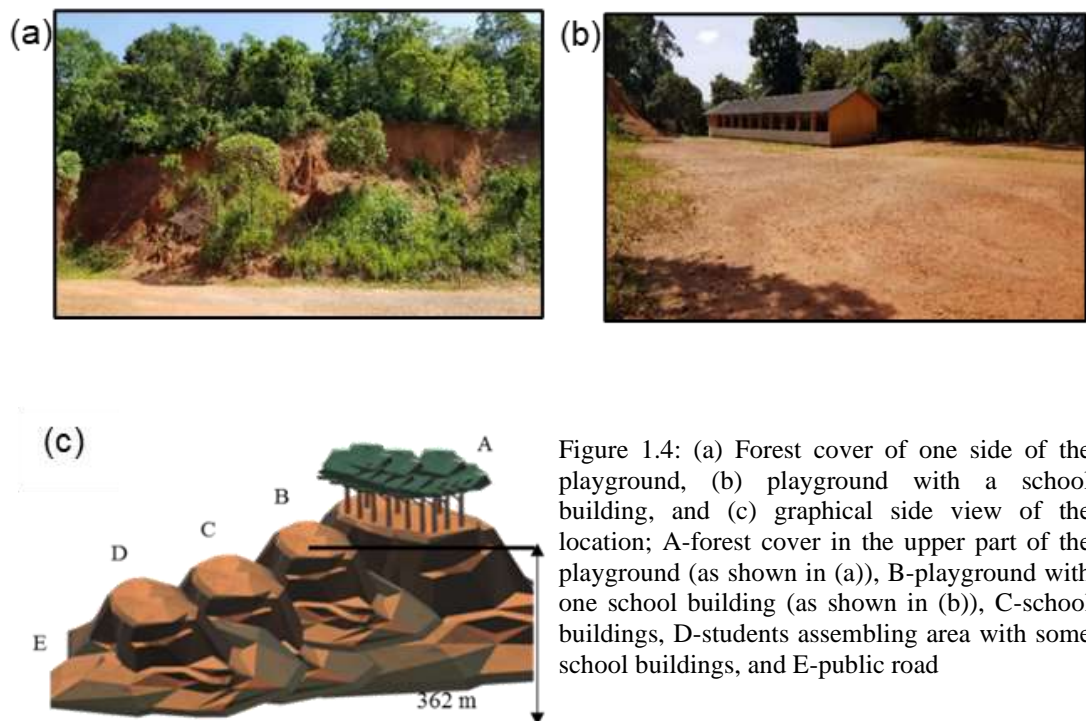 (a)
(b)
(c)
A
B
C
D
E
362 m
Figure 1.4: (a) Forest cover of one side of the
playground, (b) playground with a school
building, and (c) graphical side view of the
location; A-forest cover in the upper part of the
playground (as shown in (a)), B-playground with
one school building (as shown in (b)), C-school
buildings, D-students assembling area with some
school buildings, and E-public road